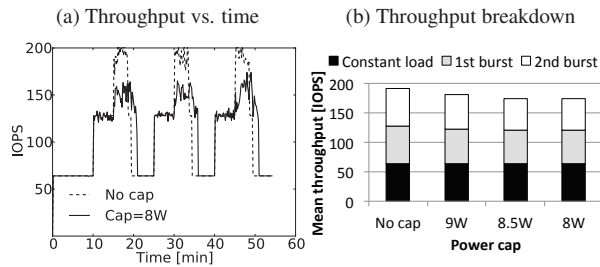 (a) Throughput vs. time
(b) Throughput breakdown
200
150
100
50
IOPS
No cap
Cap=8W
0 10 20 30 40 50 60
Time [min]
Constant load 1st burst 2nd burst
200
150
100
50
0
Mean throughput [IOPS]
No cap 9W 8.5W 8W
Power cap